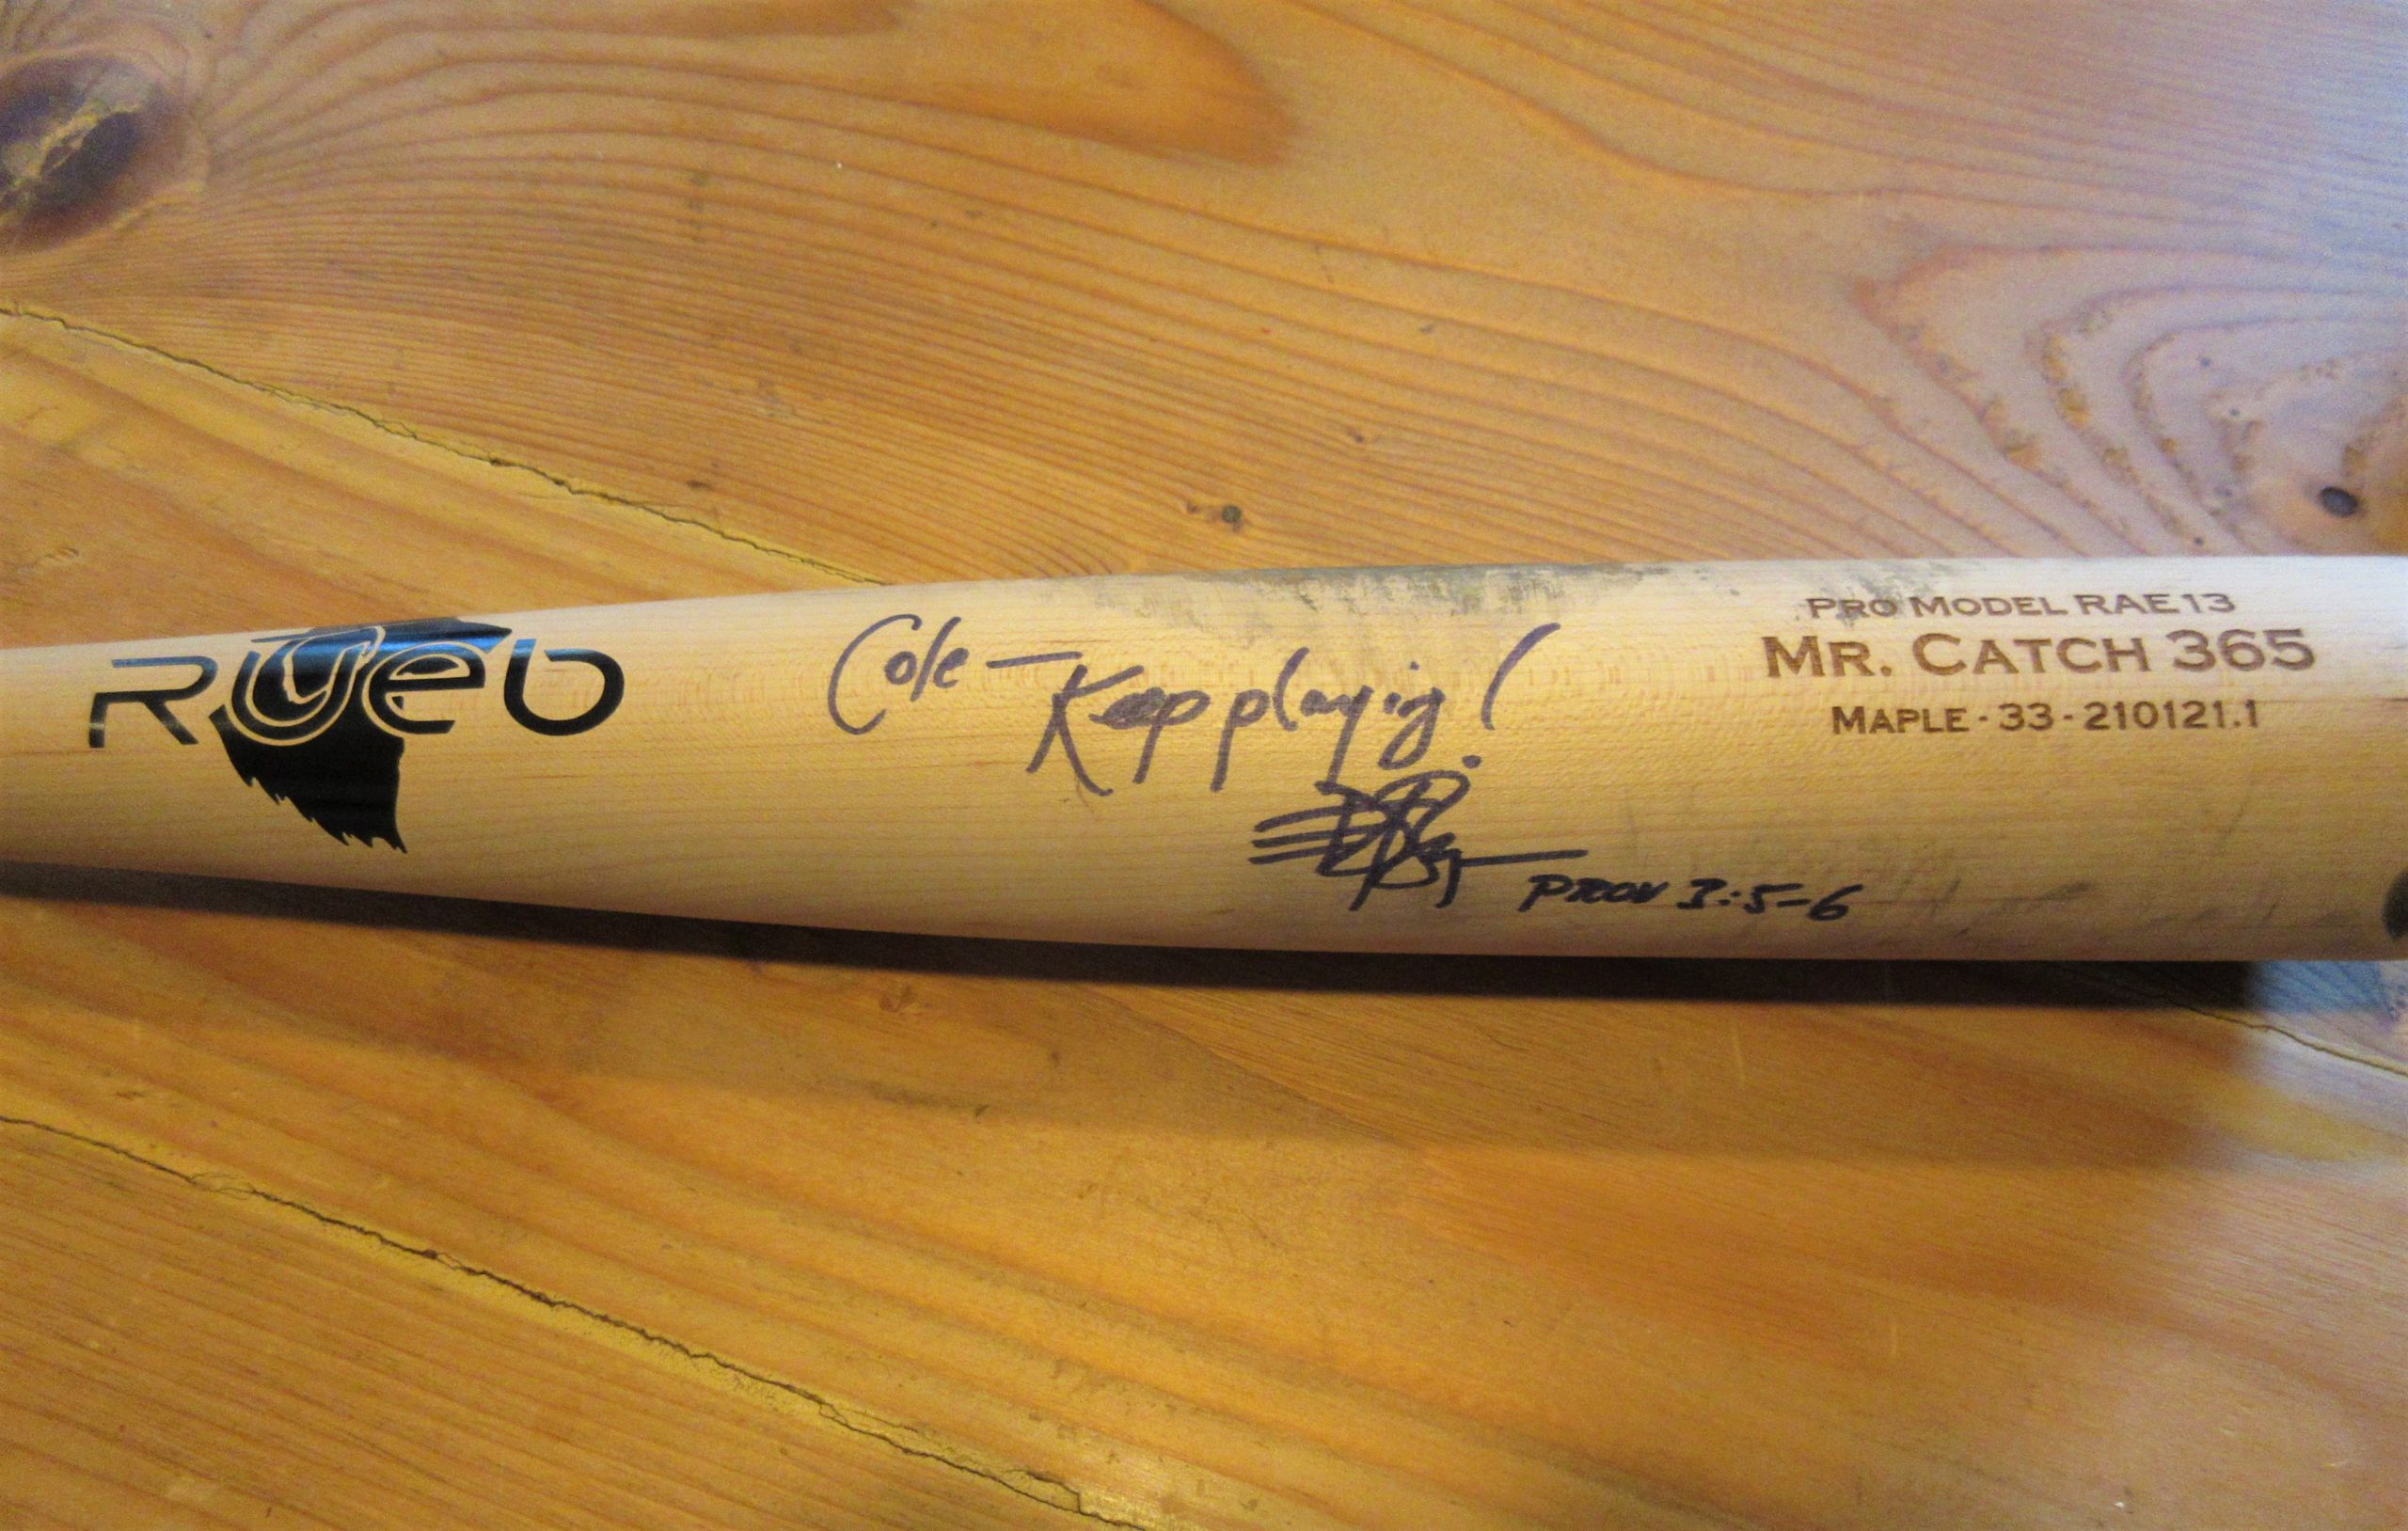 Rueb
Cole —
Keep playing!
Prov 3:5-6
PRO MODEL RAE13
MR. CATCH 365
MAPLE - 33 - 210121.1